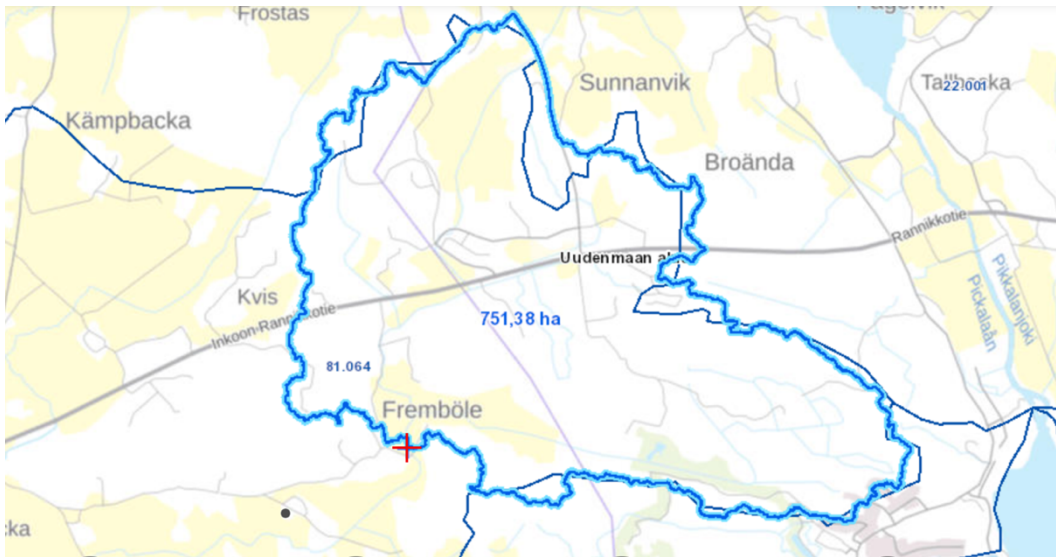 Frostas
Sunnanvik
22.001
Kämpbacka
Broända
Rannikkotie
Uudenmaan al
Pikkalanjoki
Pickalaån
Kvis
Inkoon-Rannikkotie
751,38 ha
81.064
Fremböle
cka